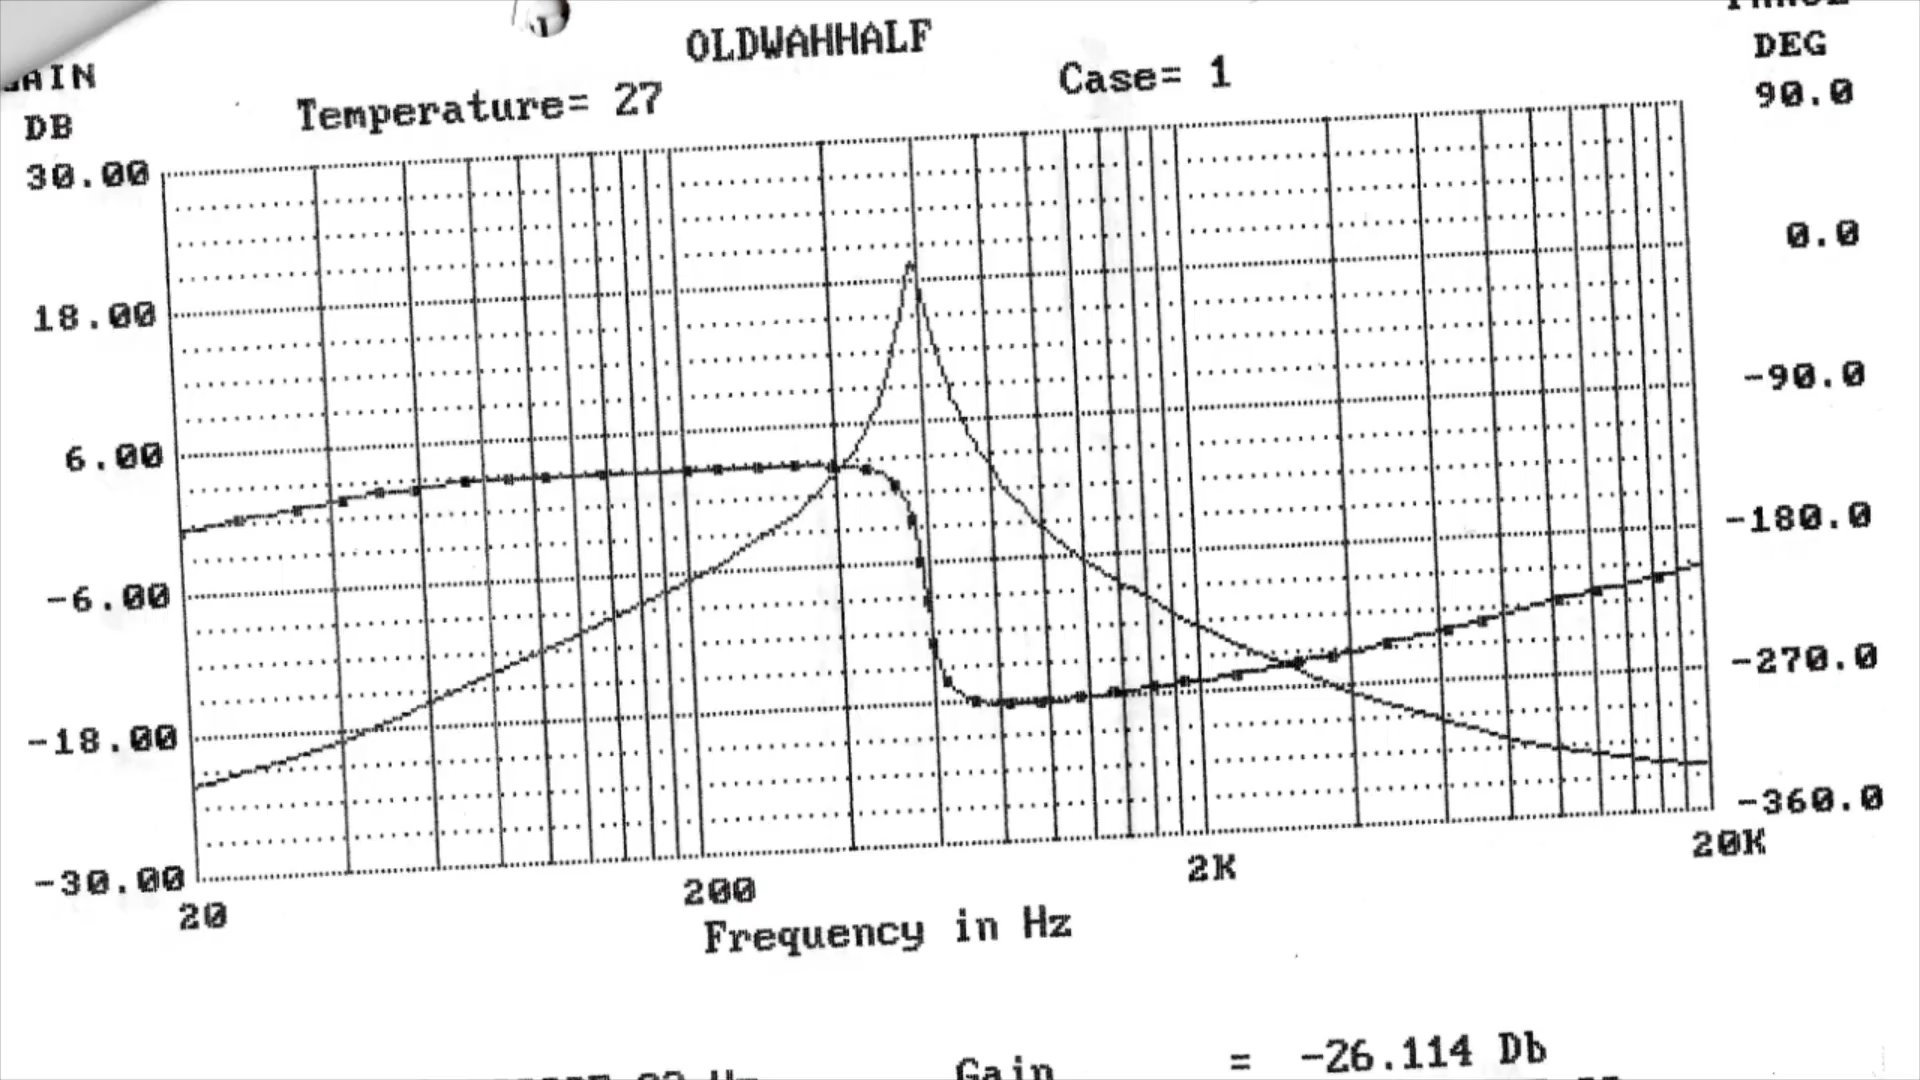 OLDWAHHALF
DEG
DB
Temperature= 27
Case= 1
90.0
30.00
0.0
18.00
-90.0
6.00
-180.0
-6.00
-270.0
-18.00
-360.0
-30.00
20
200
2K
20K
Frequency in Hz
Gain = -26.114 Db